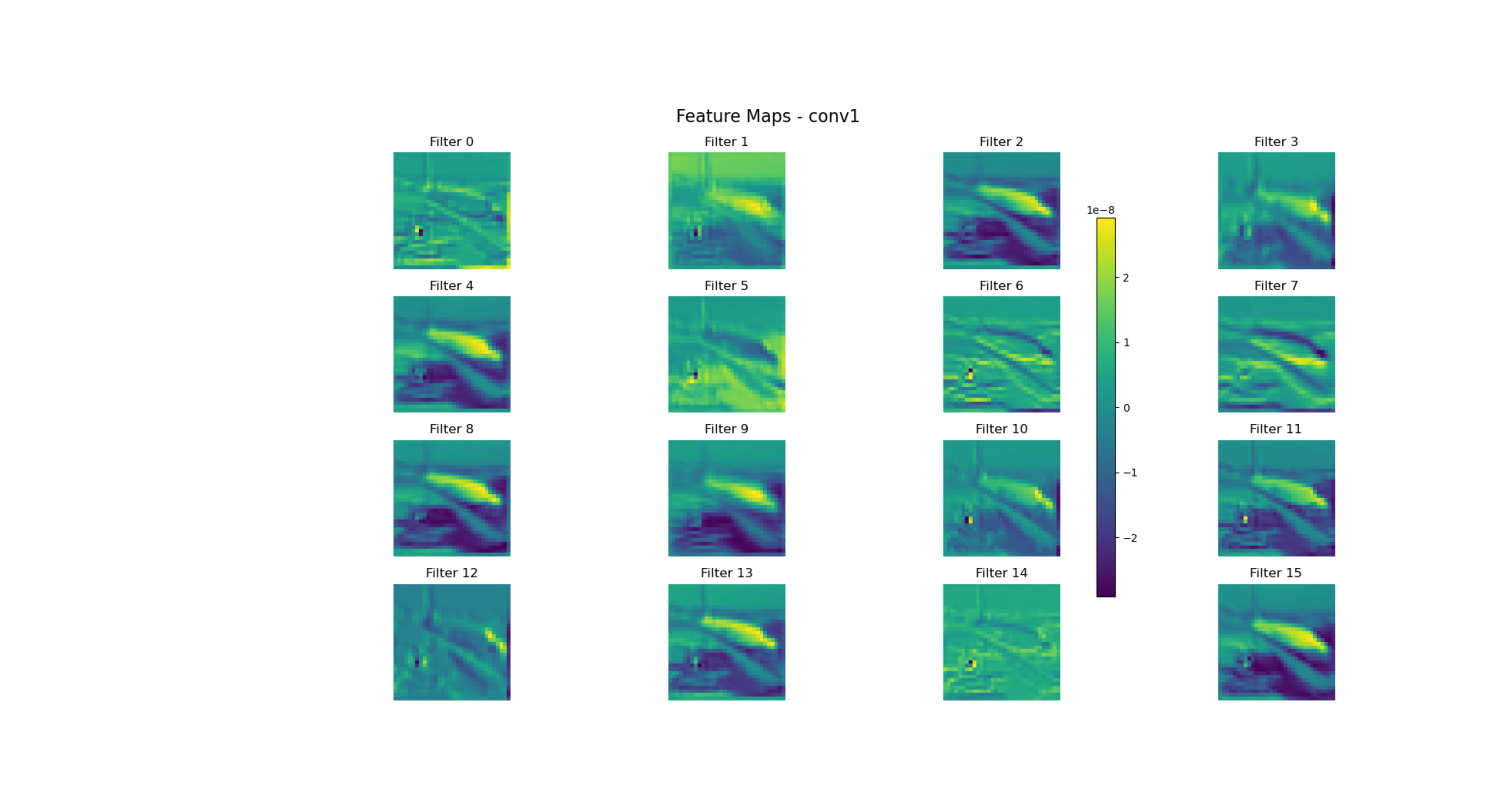 Feature Maps - conv1
Filter 0
Filter 1
Filter 2
Filter 3
1e−8
2
1
0
−1
−2
Filter 4
Filter 5
Filter 6
Filter 7
Filter 8
Filter 9
Filter 10
Filter 11
Filter 12
Filter 13
Filter 14
Filter 15